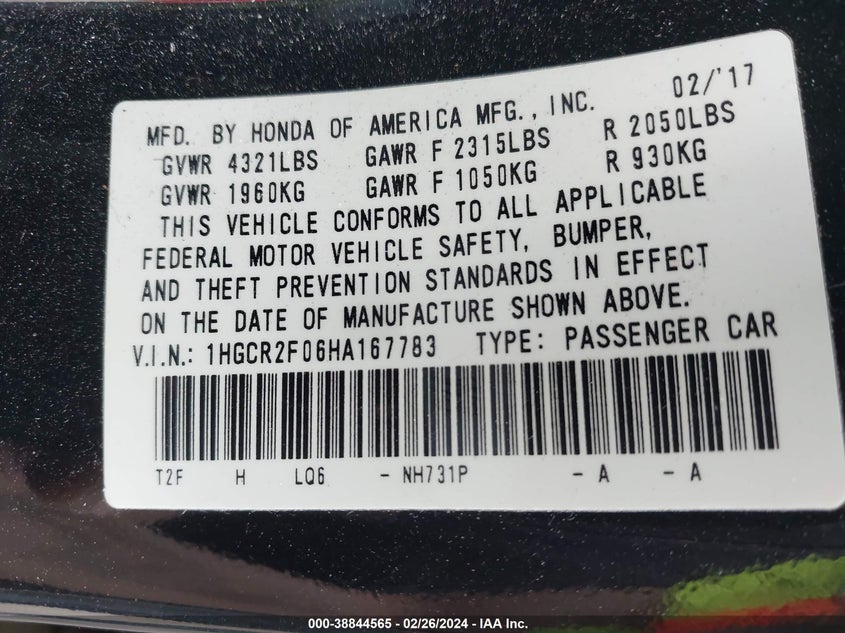 02/'17
MFD. BY HONDA OF AMERICA MFG., INC.
GVWR 4321LBS GAWR F 2315LBS R 2050LBS
GVWR 1960KG GAWR F 1050KG R 930KG
THIS VEHICLE CONFORMS TO ALL APPLICABLE
FEDERAL MOTOR VEHICLE SAFETY, BUMPER,
AND THEFT PREVENTION STANDARDS IN EFFECT
ON THE DATE OF MANUFACTURE SHOWN ABOVE.
V.I.N.: 1HGCR2F06HA167783 TYPE: PASSENGER CAR
T2F H LQ6 - NH731P - A - A
000-38844565 - 02/26/2024 - IAA Inc.